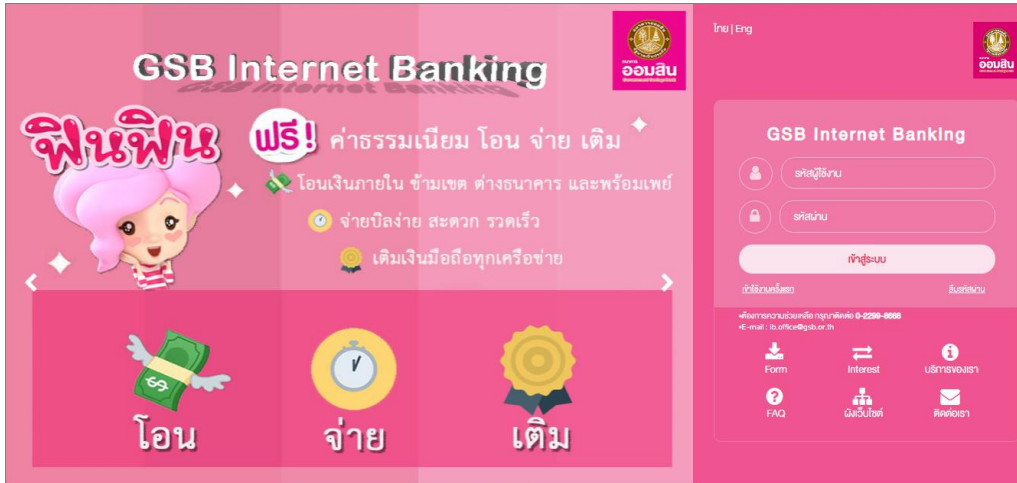 GSB Internet Banking
ธนาคาร
ออมสิน
ฟินฟิน
ฟรี! ค่าธรรมเนียม โอน จ่าย เติม
โอนเงินภายใน ข้ามเขต ต่างธนาคาร และพร้อมเพย์
จ่ายบิลง่าย สะดวก รวดเร็ว
เติมเงินมือถือทุกเครือข่าย
โอน
จ่าย
เติม
ไทย | Eng
ธนาคาร
ออมสิน
GSB Internet Banking
รหัสผู้ใช้งาน
รหัสผ่าน
เข้าสู่ระบบ
เข้าใช้งานครั้งแรก
ลืมรหัสผ่าน
•ต้องการความช่วยเหลือ กรุณาติดต่อ 0-2299-8888
•E-mail : ib.office@gsb.or.th
Form
Interest
บริการของเรา
FAQ
ผังเว็บไซต์
ติดต่อเรา